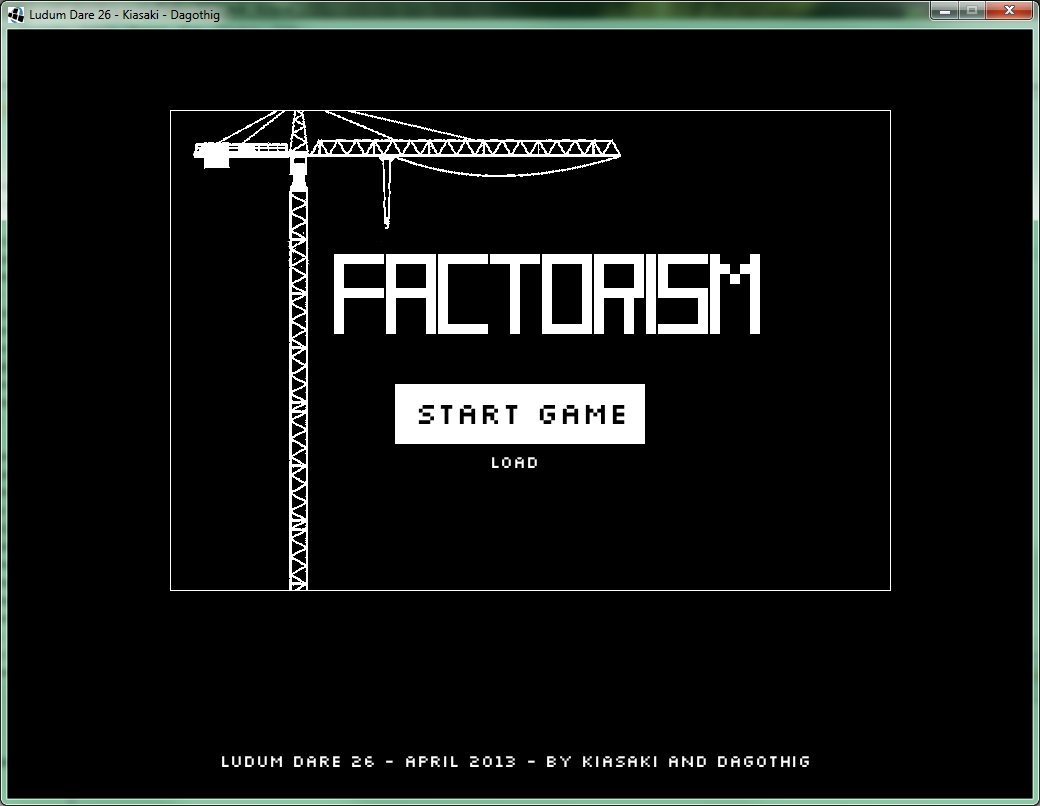 Ludum Dare 26 - Kiasaki - Dagothig
FACTORISM
START GAME
LOAD
LUDUM DARE 26 - APRIL 2013 - BY KIASAKI AND DAGOTHIG